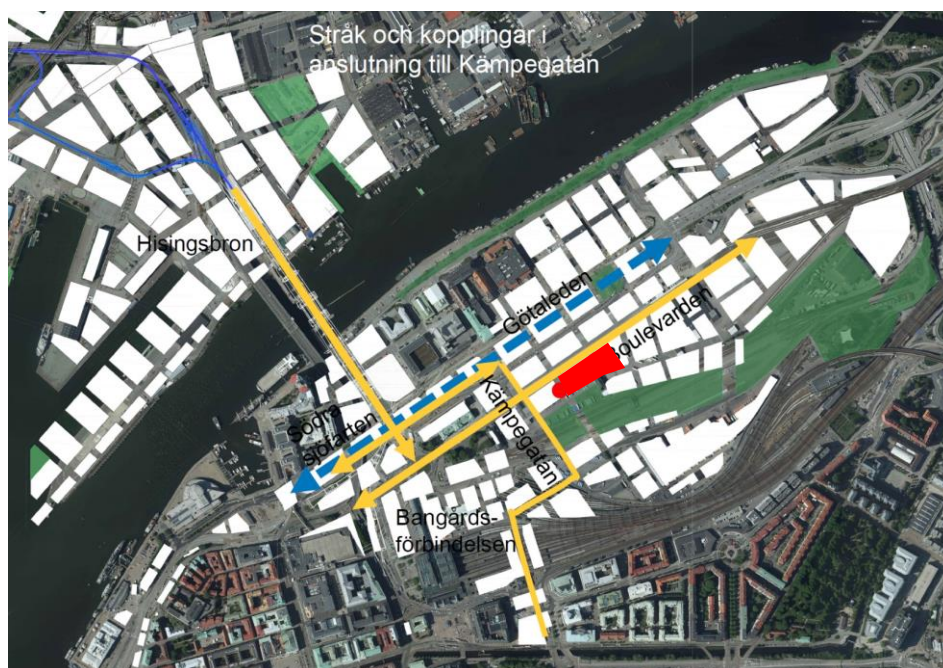 Stråk och kopplingar i
anslutning till Kämpegatan
Hisingsbron
Götaleden
Boulevarden
Kämpegatan
Södra
sjöfarten
Bangårds-
förbindelsen